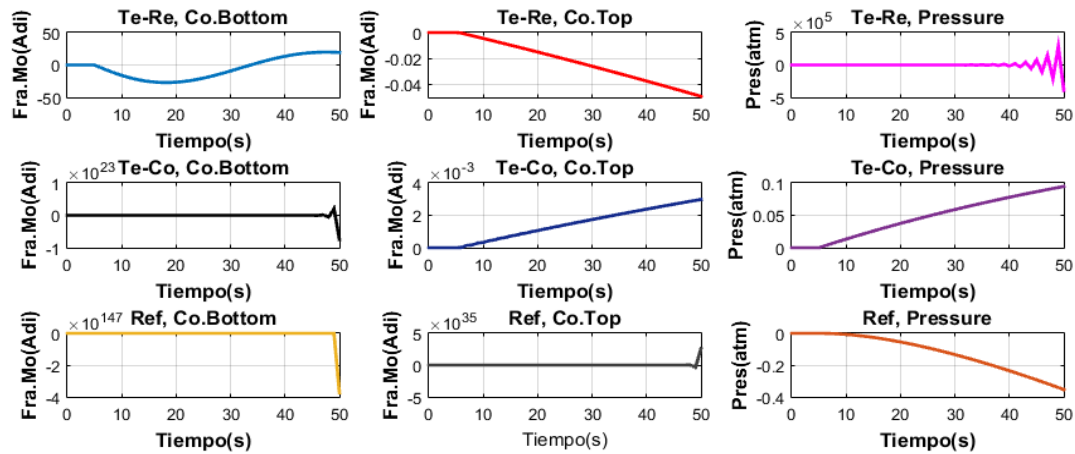 Te-Re, Co.Bottom
Fra.Mo(Adi)
50
0
-50
0 10 20 30 40 50
Tiempo(s)
Te-Re, Co.Top
Fra.Mo(Adi)
0
-0.02
-0.04
0 10 20 30 40 50
Tiempo(s)
× 10^5
Te-Re, Pressure
Pres(atm)
5
0
5
0 10 20 30 40 50
Tiempo(s)
× 10^23
Te-Co, Co.Bottom
Fra.Mo(Adi)
1
0
-1
0 10 20 30 40 50
Tiempo(s)
× 10^-3
Te-Co, Co.Top
Fra.Mo(Adi)
4
2
0
0 10 20 30 40 50
Tiempo(s)
Te-Co, Pressure
Pres(atm)
0.1
0.05
0
0 10 20 30 40 50
Tiempo(s)
× 10^147
Ref, Co.Bottom
Fra.Mo(Adi)
0
-2
-4
0 10 20 30 40 50
Tiempo(s)
× 10^35
Ref, Co.Top
Fra.Mo(Adi)
5
0
-5
0 10 20 30 40 50
Tiempo(s)
Ref, Pressure
Pres(atm)
0
-0.2
-0.4
0 10 20 30 40 50
Tiempo(s)